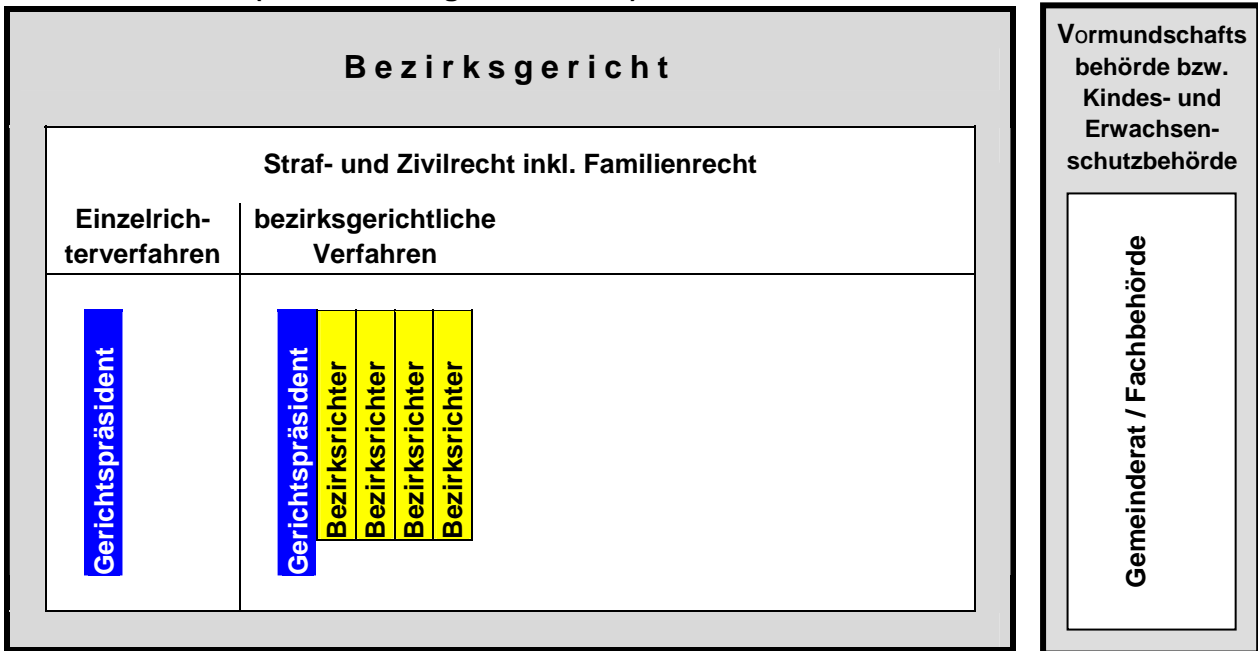 Bezirksgericht
Straf- und Zivilrecht inkl. Familienrecht
Einzelrich-
terverfahren
bezirksgerichtliche
Verfahren
Gerichtspräsident
Gerichtspräsident
Bezirksrichter
Bezirksrichter
Bezirksrichter
Bezirksrichter
Vormundschafts
behörde bzw.
Kindes- und
Erwachsen-
schutzbehörde
Gemeinderat / Fachbehörde